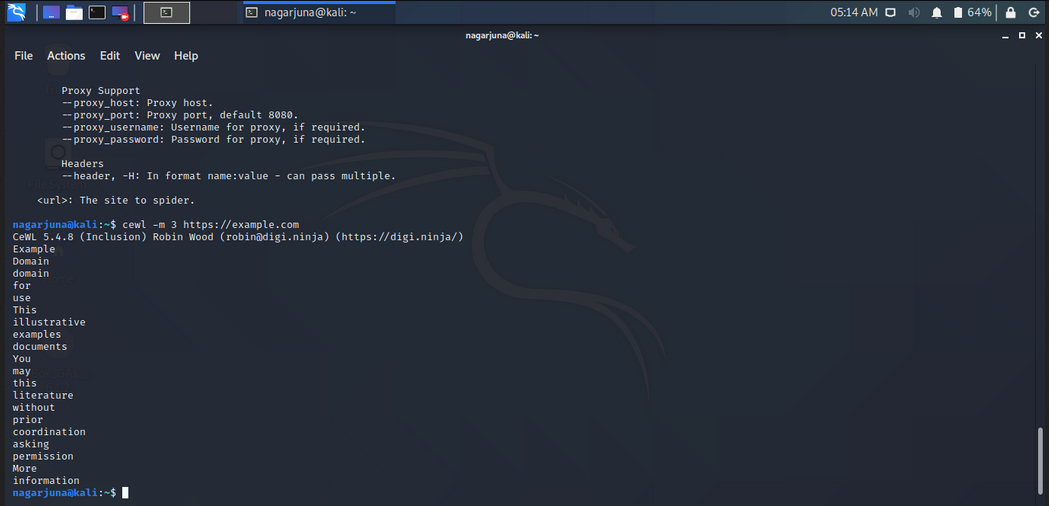 nagarjuna@kali: ~
05:14 AM
64%
nagarjuna@kali: ~
File Actions Edit View Help
Proxy Support
--proxy_host: Proxy host.
--proxy_port: Proxy port, default 8080.
--proxy_username: Username for proxy, if required.
--proxy_password: Password for proxy, if required.
Headers
--header, -H: In format name:value - can pass multiple.
<url>: The site to spider.
nagarjuna@kali:~$ cewl -m 3 https://example.com
CeWL 5.4.8 (Inclusion) Robin Wood (robin@digi.ninja) (https://digi.ninja/)
Example
Domain
domain
for
use
This
illustrative
examples
documents
You
may
this
literature
without
prior
coordination
asking
permission
More
information
nagarjuna@kali:~$